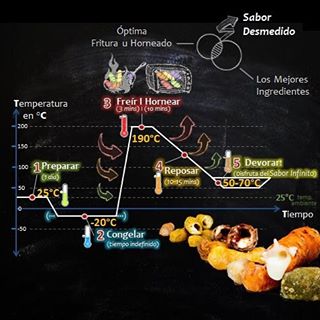 Óptima
Fritura u Horneado
Sabor
Desmedido
Los Mejores
Ingredientes
Temperatura
en °C
3 Freír I Hornear
(3 mins) I (10 mins)
200
190°C
150
100
50
0
-50
1 Preparar
(1 día)
25°C
-20°C
2 Congelar
(tiempo indefinido)
4 Reposar
(10-15 mins)
5 Devorar!
(Disfruta del Sabor Infinito)
50-70°C
25°C temp.
ambiente
Tiempo